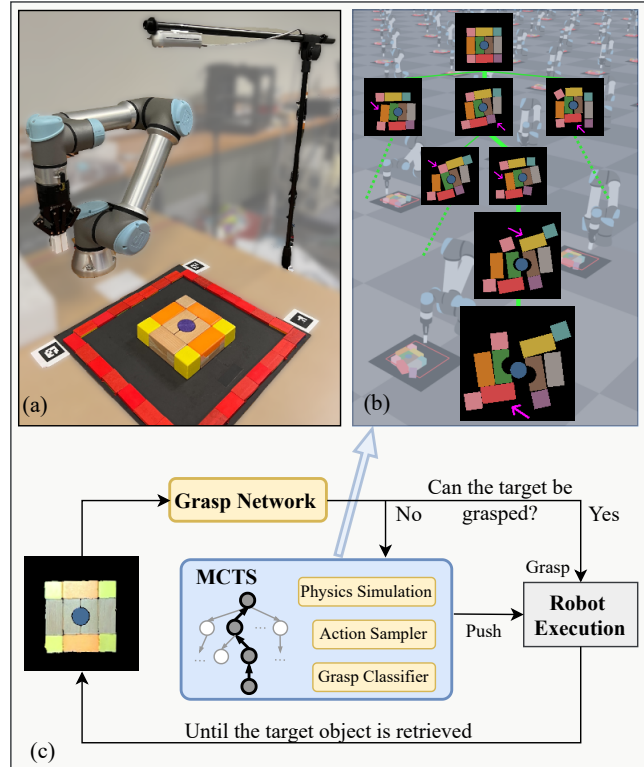 (a)
(b)
Grasp Network
Can the target be
grasped?
No
Yes
MCTS
Physics Simulation
Action Sampler
Grasp Classifier
...
...
...
...
Push
Grasp
Robot
Execution
Until the target object is retrieved
(c)